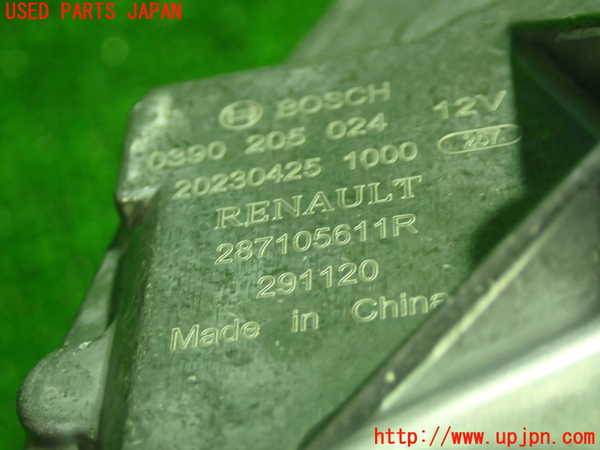 USED PARTS JAPAN
BOSCH
0390 205 024 12V
20230425 1000 257
RENAULT
287105611R
291120
Made in China
http://www.upjpn.com/